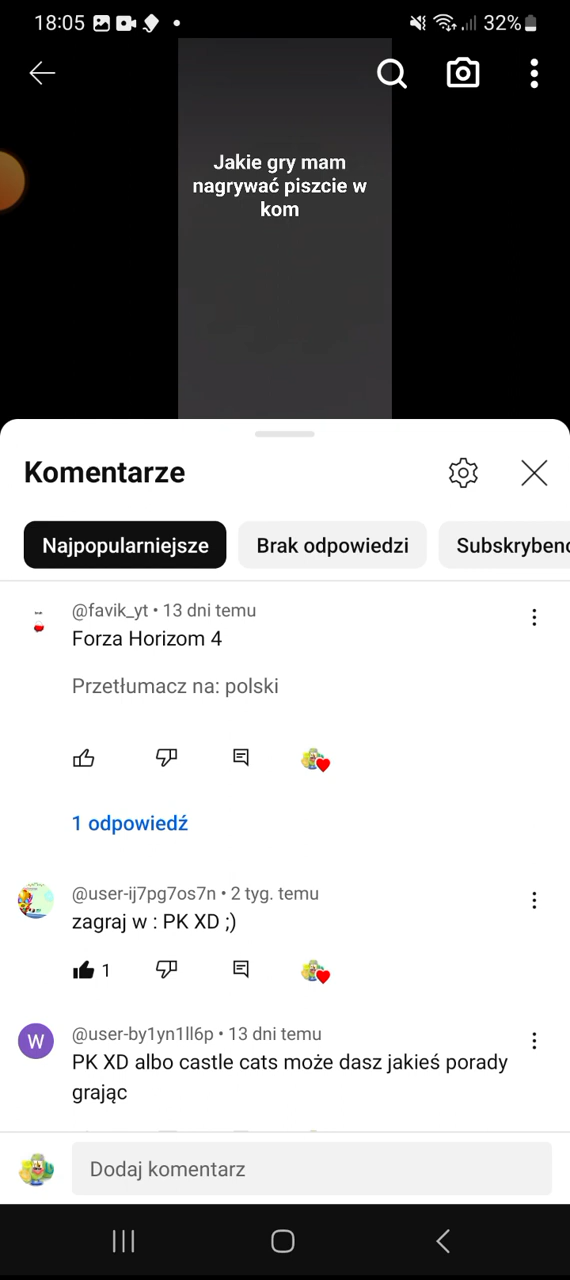 18:05
32%
Jakie gry mam
nagrywać piszcie w
kom
Komentarze
Najpopularniejsze
Brak odpowiedzi
Subskrybenc
@favik_yt • 13 dni temu
Forza Horizom 4
Przetłumacz na: polski
1 odpowiedź
@user-ij7pg7os7n • 2 tyg. temu
zagraj w : PK XD ;)
1
W
@user-by1yn1ll6p • 13 dni temu
PK XD albo castle cats może dasz jakieś porady
grając
Dodaj komentarz